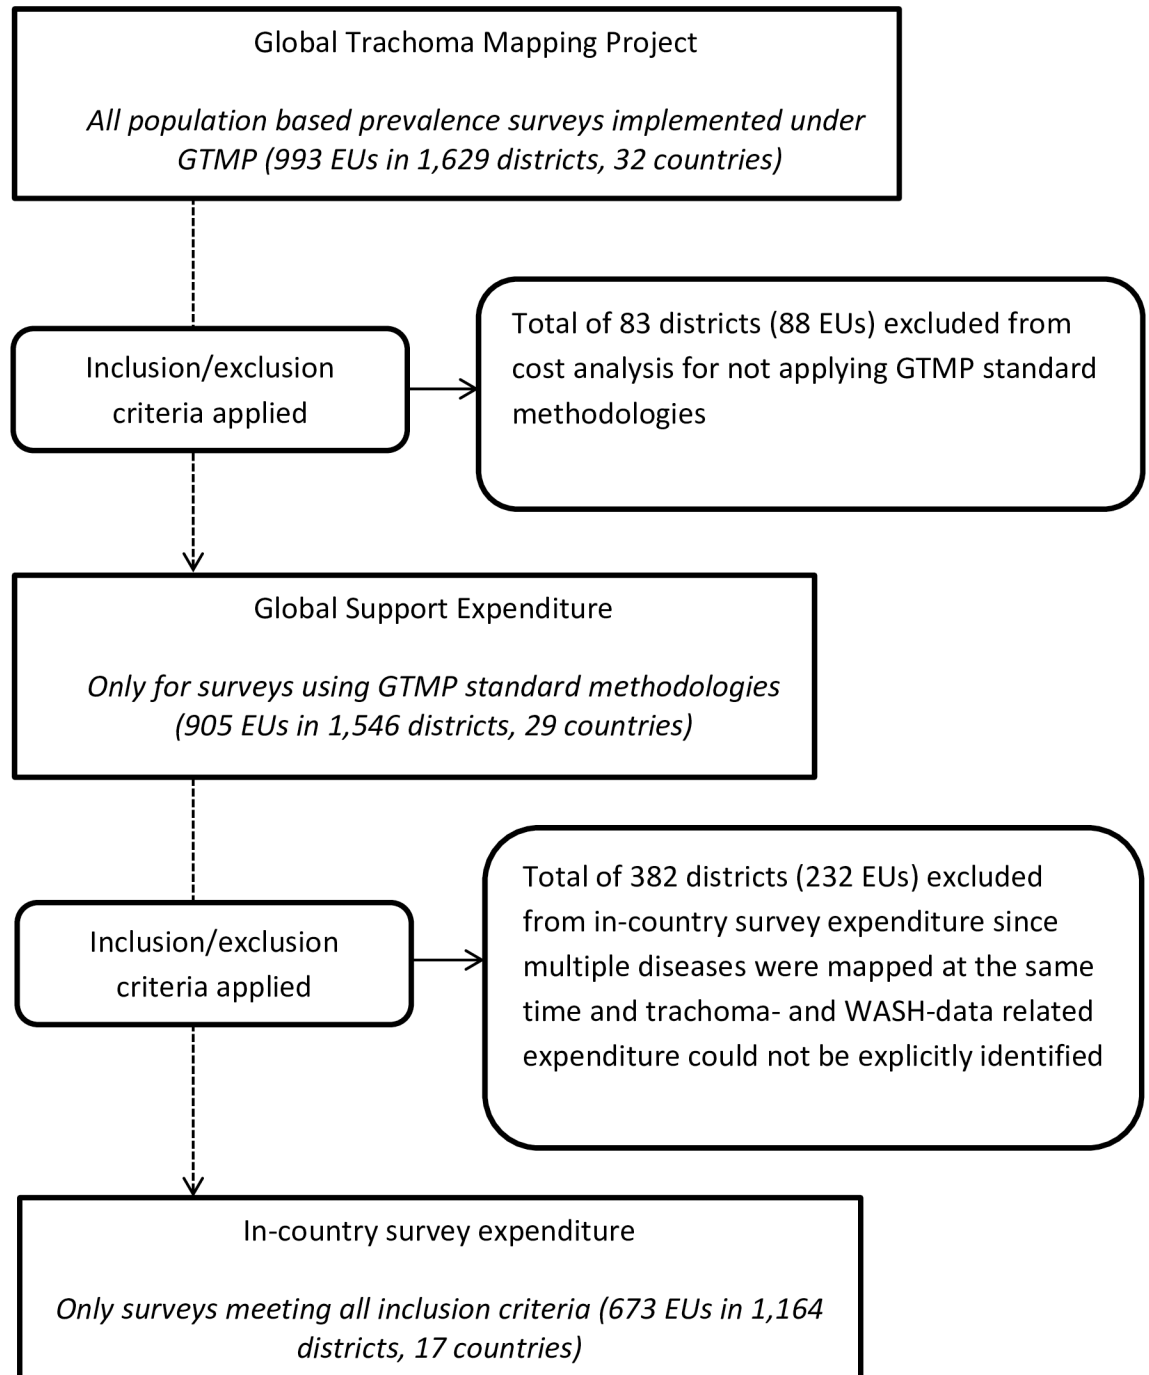 Global Trachoma Mapping Project
All population based prevalence surveys implemented under
GTMP (993 EUs in 1,629 districts, 32 countries)
Inclusion/exclusion
criteria applied
Total of 83 districts (88 EUs) excluded from
cost analysis for not applying GTMP standard
methodologies
Global Support Expenditure
Only for surveys using GTMP standard methodologies
(905 EUs in 1,546 districts, 29 countries)
Inclusion/exclusion
criteria applied
Total of 382 districts (232 EUs) excluded
from in-country survey expenditure since
multiple diseases were mapped at the same
time and trachoma- and WASH-data related
expenditure could not be explicitly identified
In-country survey expenditure
Only surveys meeting all inclusion criteria (673 EUs in 1,164
districts, 17 countries)